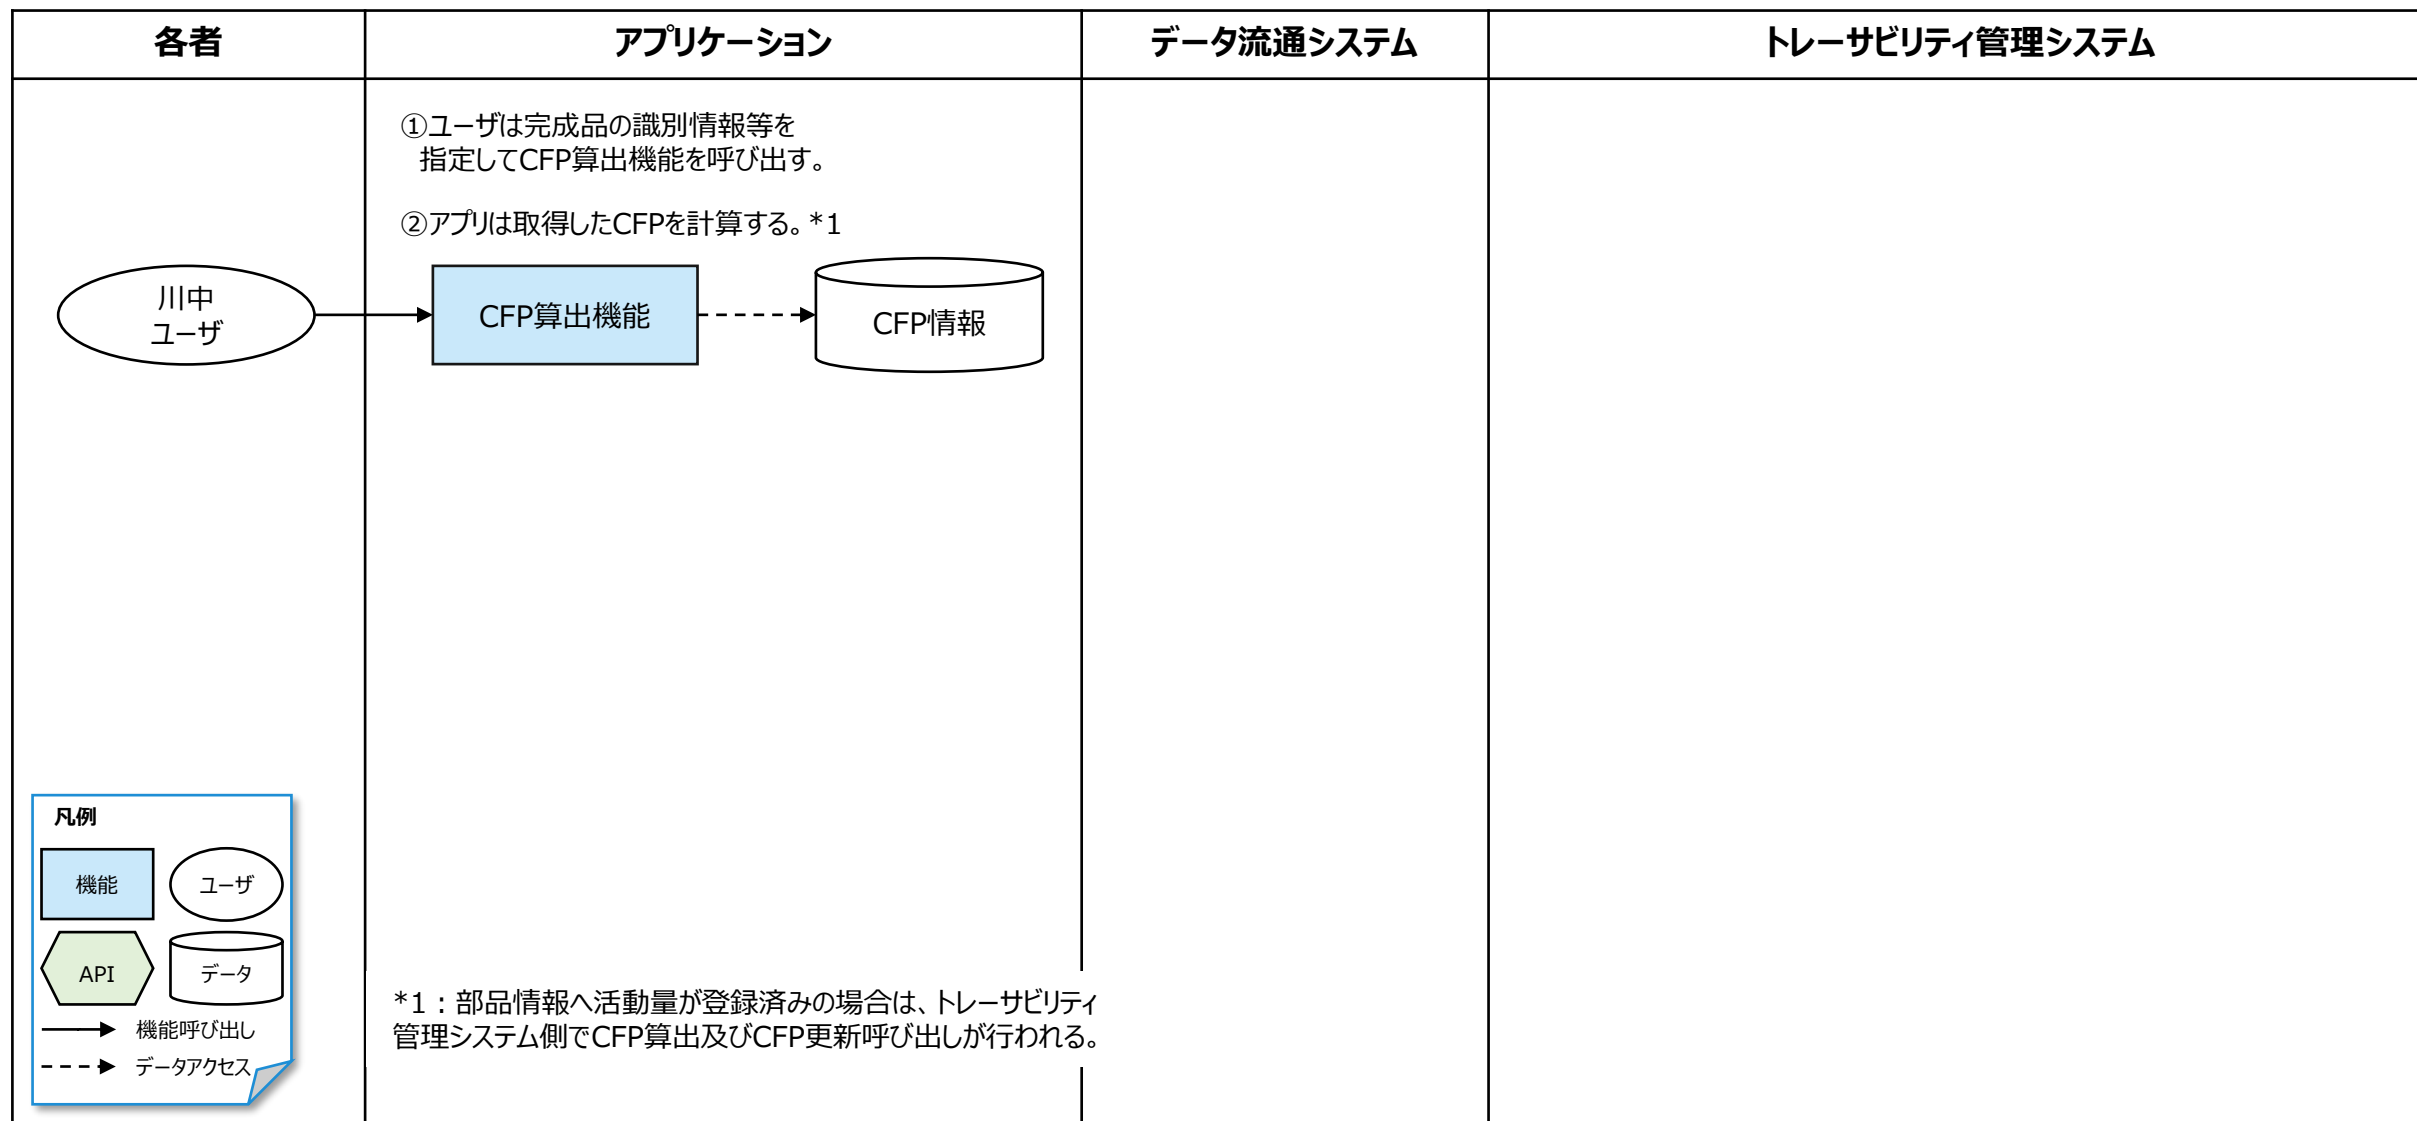 各者
アプリケーション
データ流通システム
トレーサビリティ管理システム
①ユーザは完成品の識別情報等を
指定してCFP算出機能を呼び出す。
②アプリは取得したCFPを計算する。*1
川中
ユーザ
CFP算出機能
CFP情報
凡例
機能
ユーザ
API
データ
機能呼び出し
データアクセス
*1：部品情報へ活動量が登録済みの場合は、トレーサビリティ
管理システム側でCFP算出及びCFP更新呼び出しが行われる。